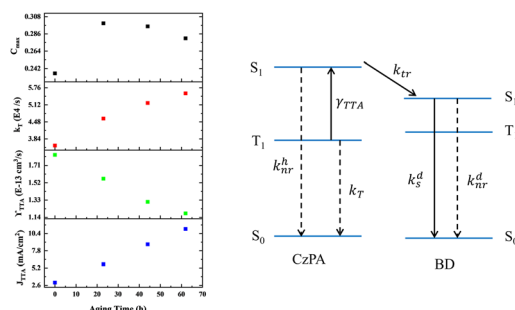 C_max
0.308
0.286
0.264
0.242
k_T (E4 /s)
5.76
5.12
4.48
3.84
Υ_TTA (E-13 cm³/s)
1.71
1.52
1.33
1.14
J_TTA (mA/cm²)
10.4
7.8
5.2
2.6
0 10 20 30 40 50 60 70
Aging Time (h)
S₁
k_tr
S
γ_TTA
T₁
T
k_nr^h
k_T
k_s^d
k_nr^d
S₀
S₀
CzPA
BD